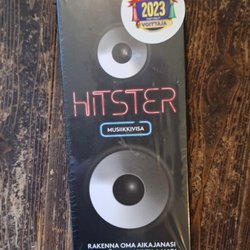 2023
VOITTAJA
HITSTER
MUSIIKKIVISA
RAKENNA OMA AIKAJANASI